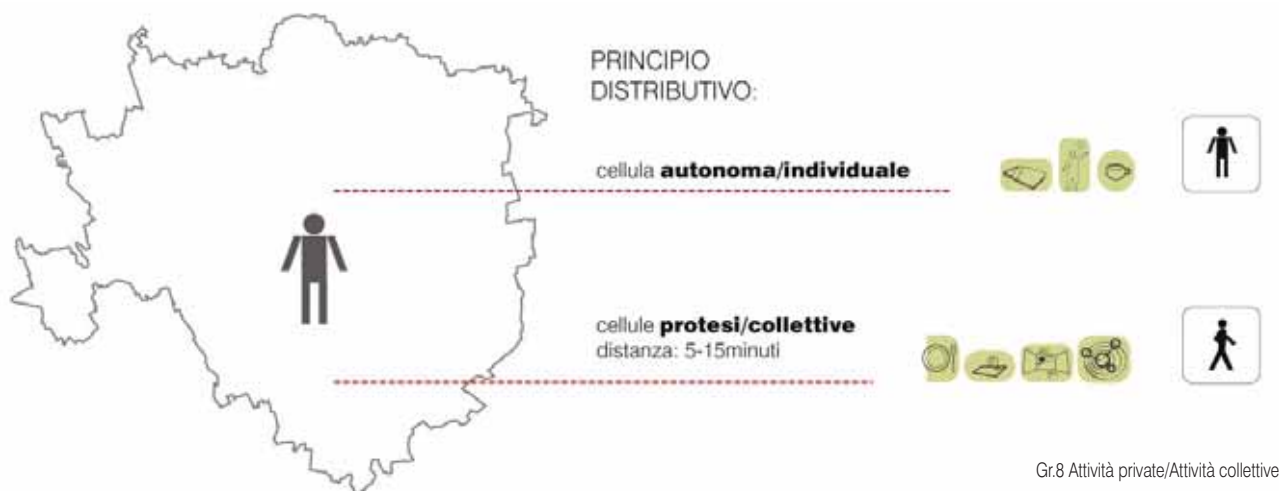 PRINCIPIO
DISTRIBUTIVO:
cellula autonoma/individuale
cellule protesi/collettive
distanza: 5-15minuti
Gr.8 Attività private/Attività collettive